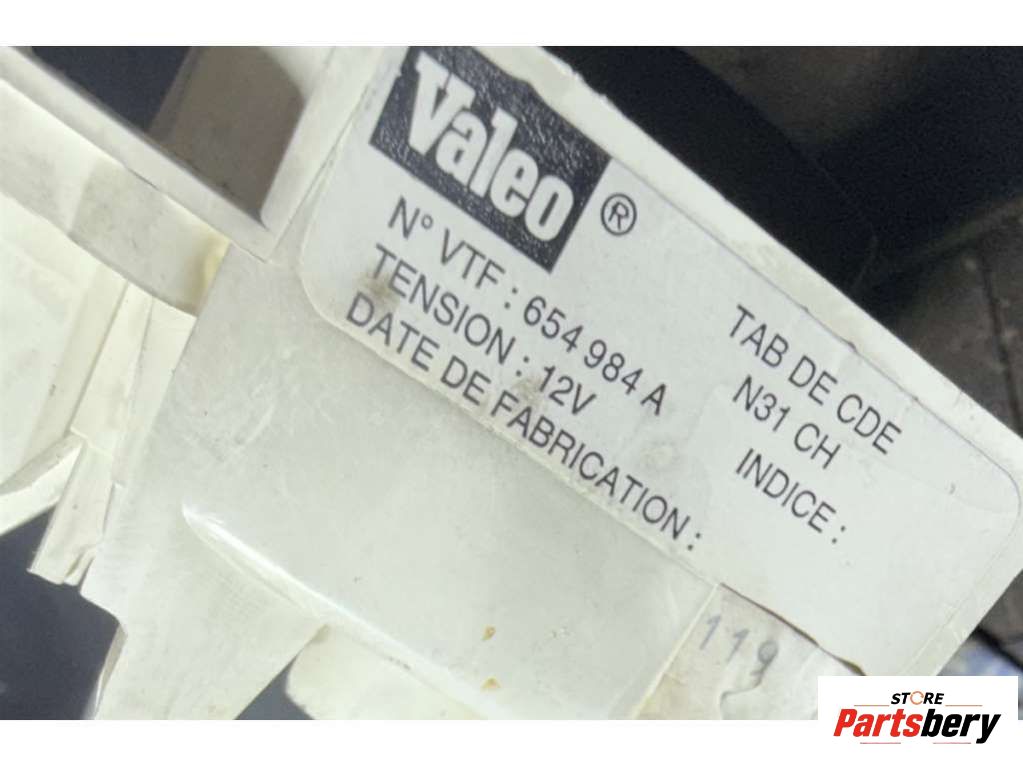 Valeo ®
N° VTF : 654 984 A
TENSION : 12V
DATE DE FABRICATION :
TAB DE CDE
N31 CH
INDICE :
119
STORE
Partsbery